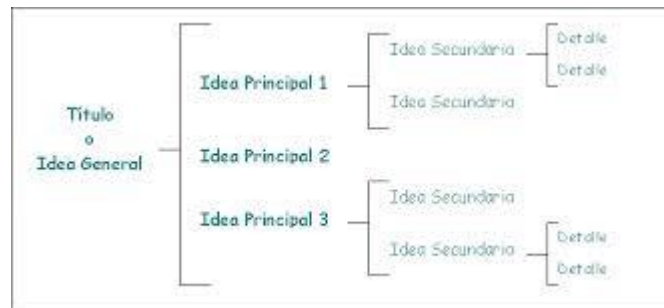 Título
o
Idea General
Idea Principal 1
Idea Secundaria
Detalle
Detalle
Idea Secundaria
Idea Principal 2
Idea Principal 3
Idea Secundaria
Idea Secundaria
Detalle
Detalle